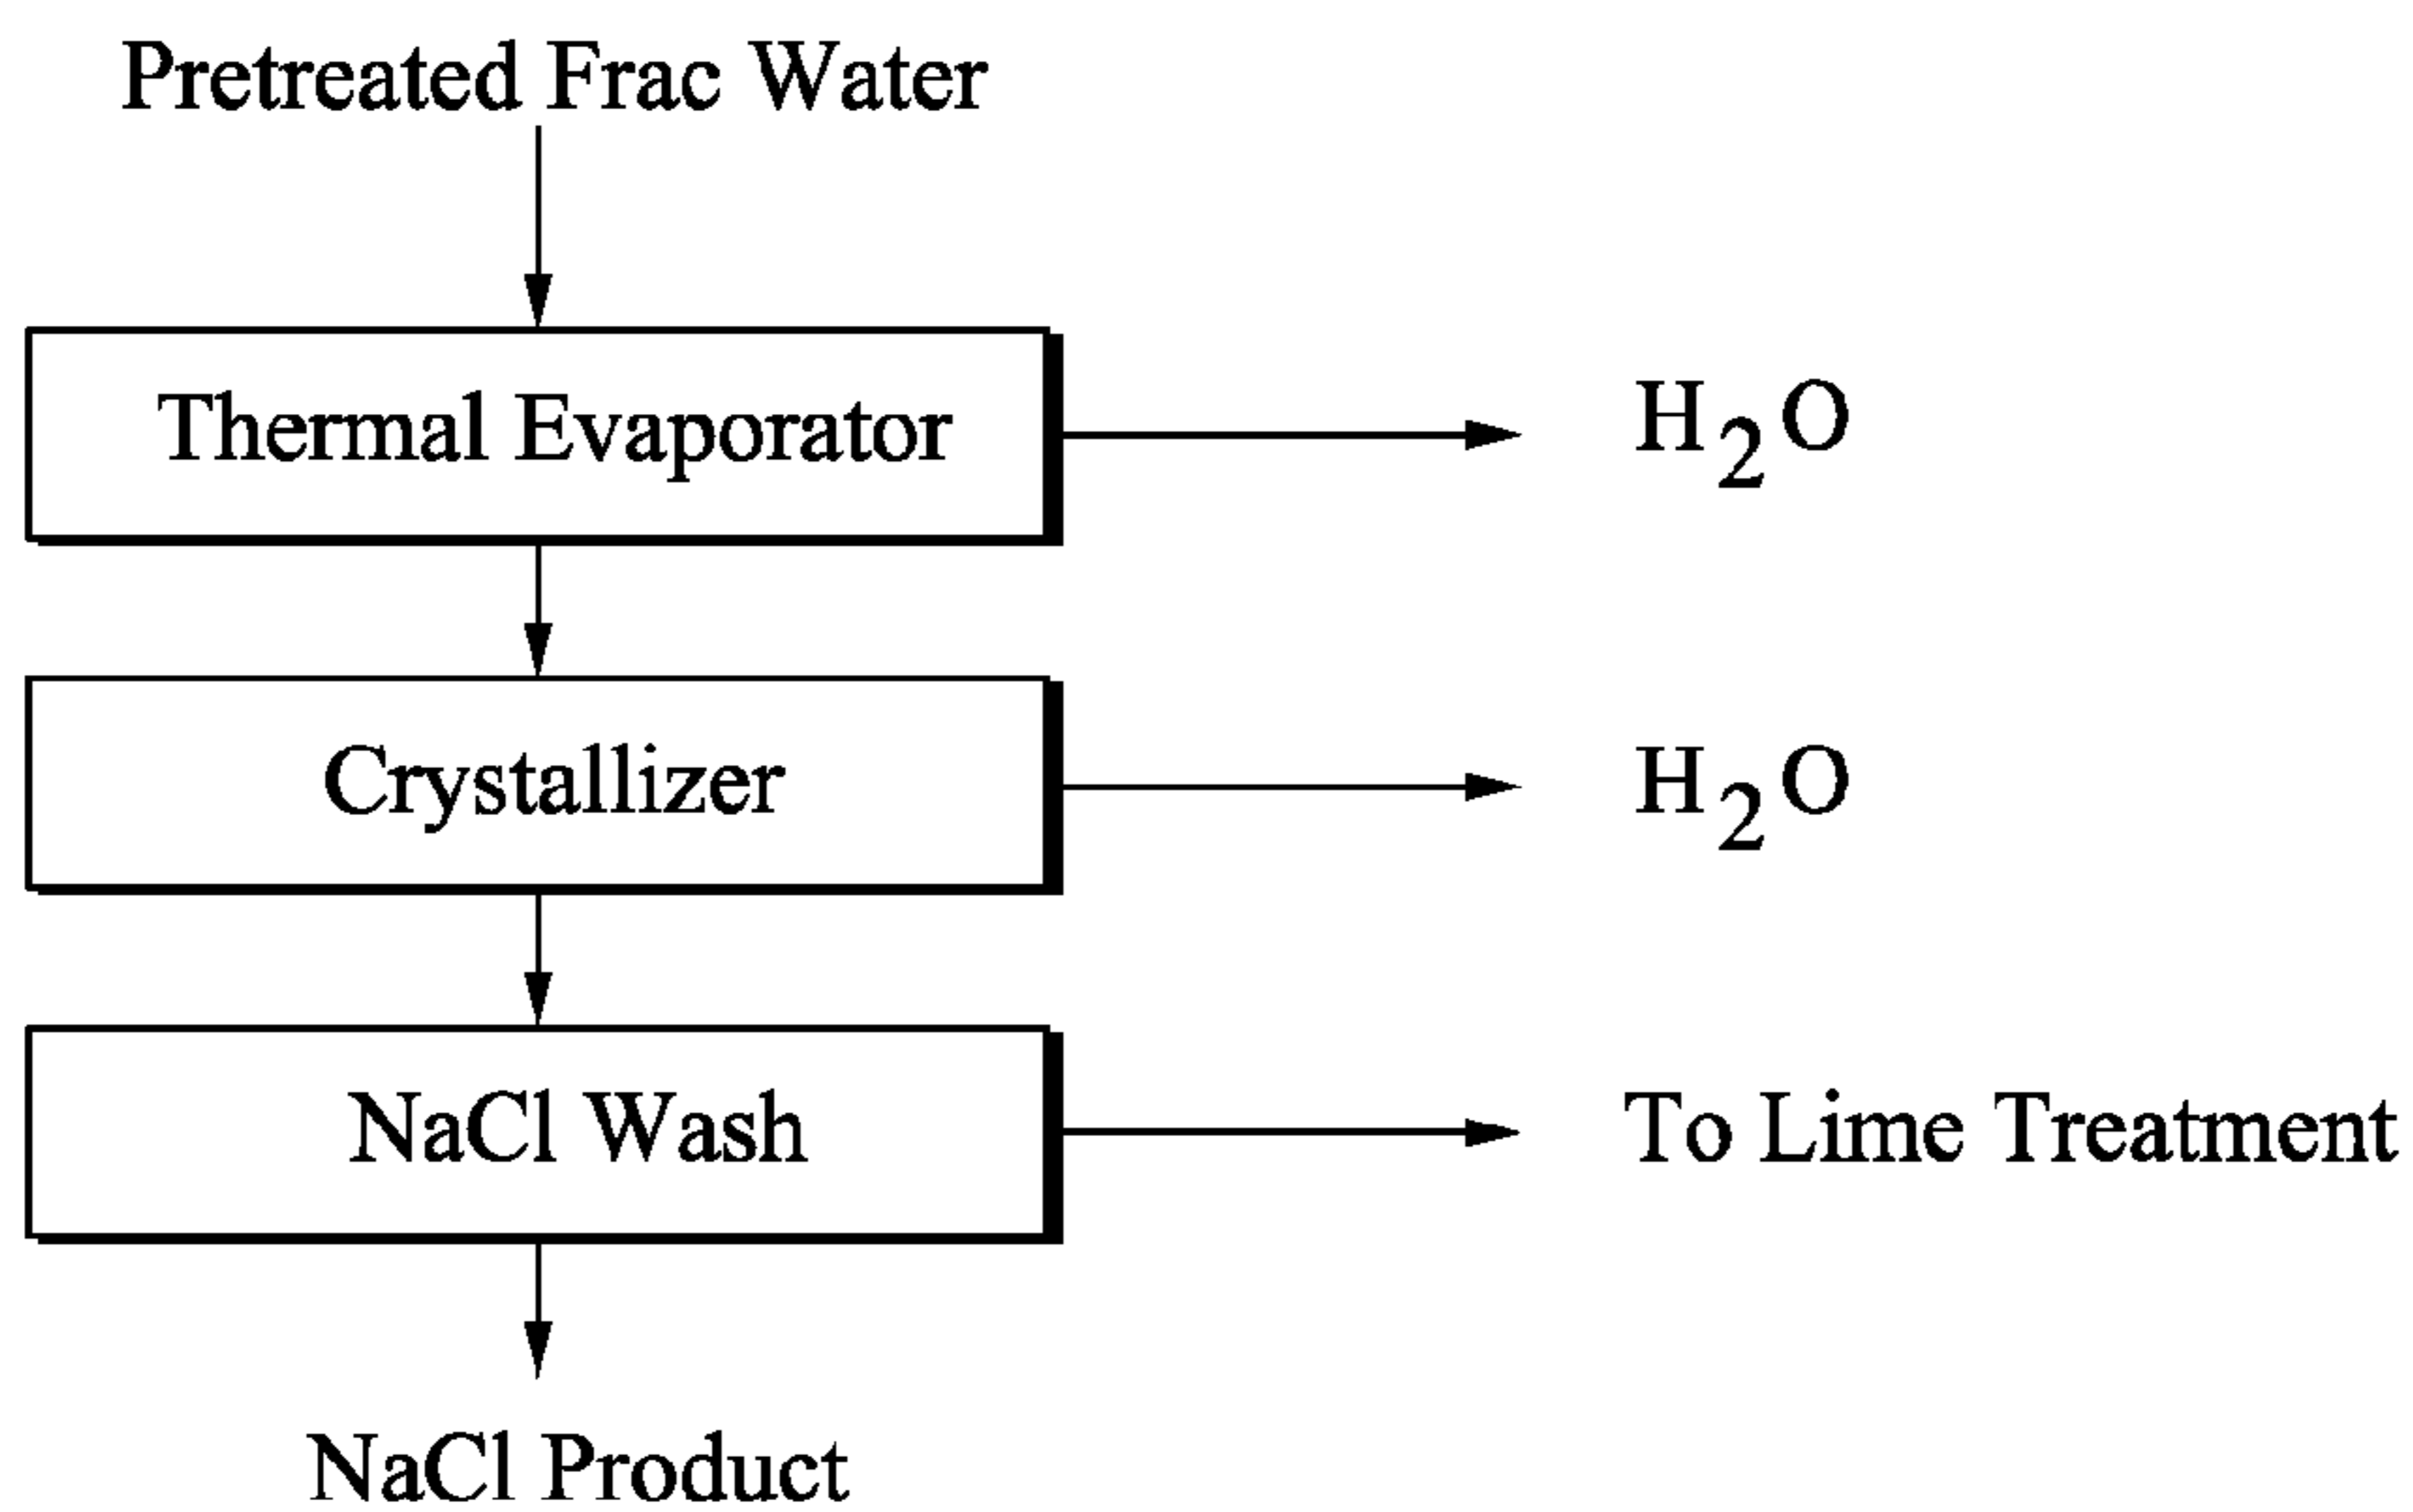 Pretreated Frac Water
Thermal Evaporator
H2O
Crystallizer
H2O
NaCl Wash
To Lime Treatment
NaCl Product